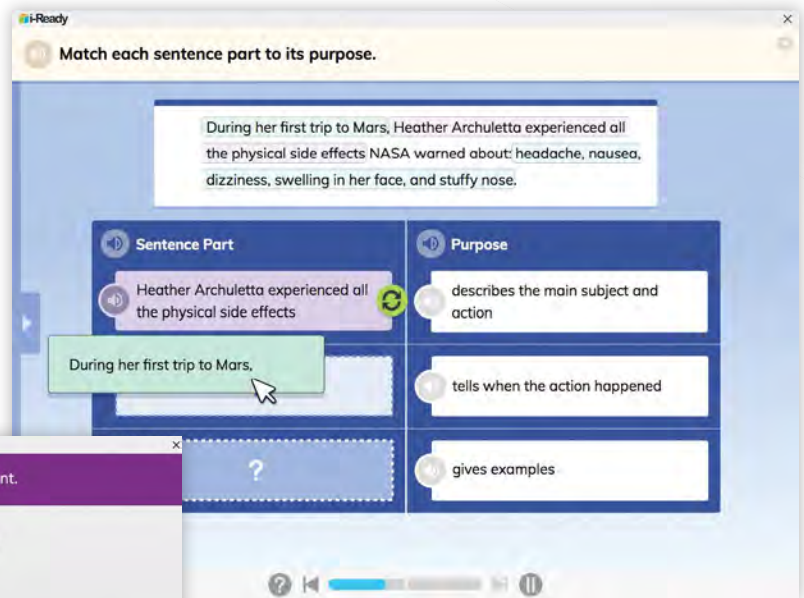 i-Ready
Match each sentence part to its purpose.
During her first trip to Mars, Heather Archuletta experienced all
the physical side effects NASA warned about: headache, nausea,
dizziness, swelling in her face, and stuffy nose.
Sentence Part
Purpose
Heather Archuletta experienced all
the physical side effects
describes the main subject and
action
During her first trip to Mars,
tells when the action happened
?
gives examples
nt.
?